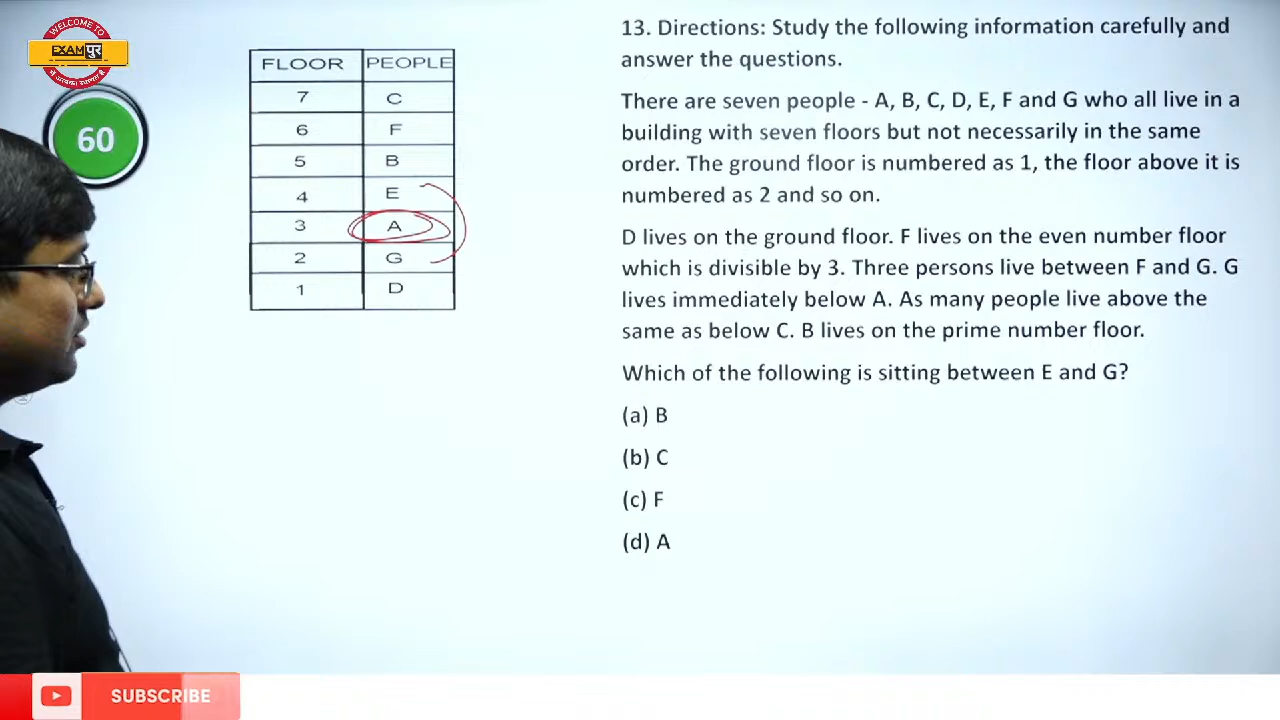 WELCOME TO
EXAMपुर
60
FLOOR PEOPLE
7 C
6 F
5 B
4 E
3 A
2 G
1 D
13. Directions: Study the following information carefully and
answer the questions.
There are seven people - A, B, C, D, E, F and G who all live in a
building with seven floors but not necessarily in the same
order. The ground floor is numbered as 1, the floor above it is
numbered as 2 and so on.
D lives on the ground floor. F lives on the even number floor
which is divisible by 3. Three persons live between F and G. G
lives immediately below A. As many people live above the
same as below C. B lives on the prime number floor.
Which of the following is sitting between E and G?
(a) B
(b) C
(c) F
(d) A
SUBSCRIBE